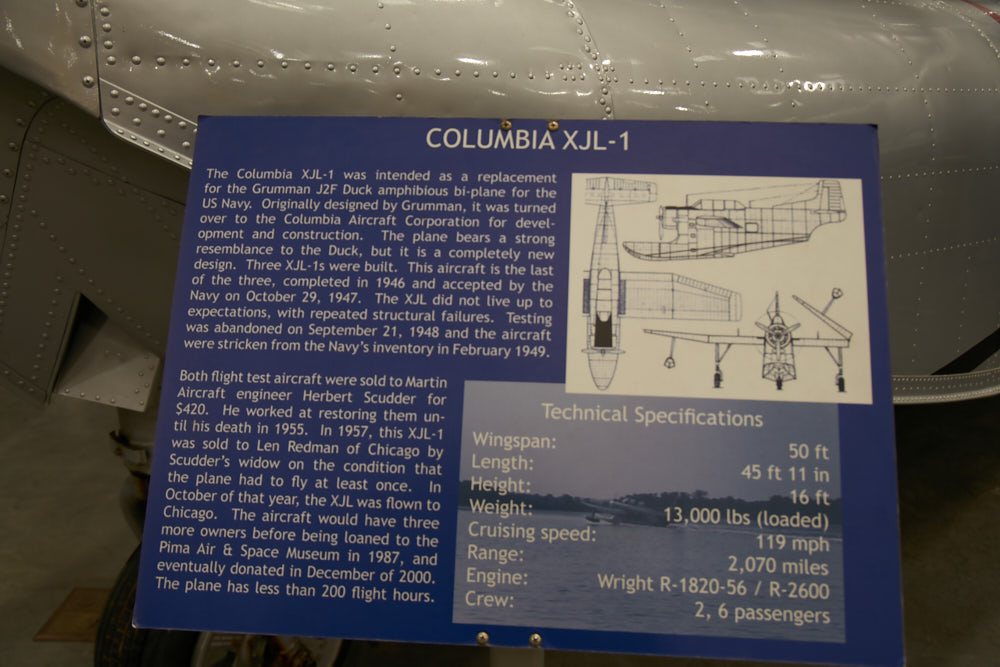 COLUMBIA XJL-1
The Columbia XJL-1 was intended as a replacement
for the Grumman J2F Duck amphibious bi-plane for the
US Navy. Originally designed by Grumman, it was turned
over to the Columbia Aircraft Corporation for devel-
opment and construction. The plane bears a strong
resemblance to the Duck, but it is a completely new
design. Three XJL-1s were built. This aircraft is the last
of the three, completed in 1946 and accepted by the
Navy on October 29, 1947. The XJL did not live up to
expectations, with repeated structural failures. Testing
was abandoned on September 21, 1948 and the aircraft
were stricken from the Navy's inventory in February 1949.
Both flight test aircraft were sold to Martin
Aircraft engineer Herbert Scudder for
$420. He worked at restoring them un-
til his death in 1955. In 1957, this XJL-1
was sold to Len Redman of Chicago by
Scudder's widow on the condition that
the plane had to fly at least once. In
October of that year, the XJL was flown to
Chicago. The aircraft would have three
more owners before being loaned to the
Pima Air & Space Museum in 1987, and
eventually donated in December of 2000.
The plane has less than 200 flight hours.
Technical Specifications
Wingspan: 50 ft
Length: 45 ft 11 in
Height: 16 ft
Weight: 13,000 lbs (loaded)
Cruising speed: 119 mph
Range: 2,070 miles
Engine: Wright R-1820-56 / R-2600
Crew: 2, 6 passengers